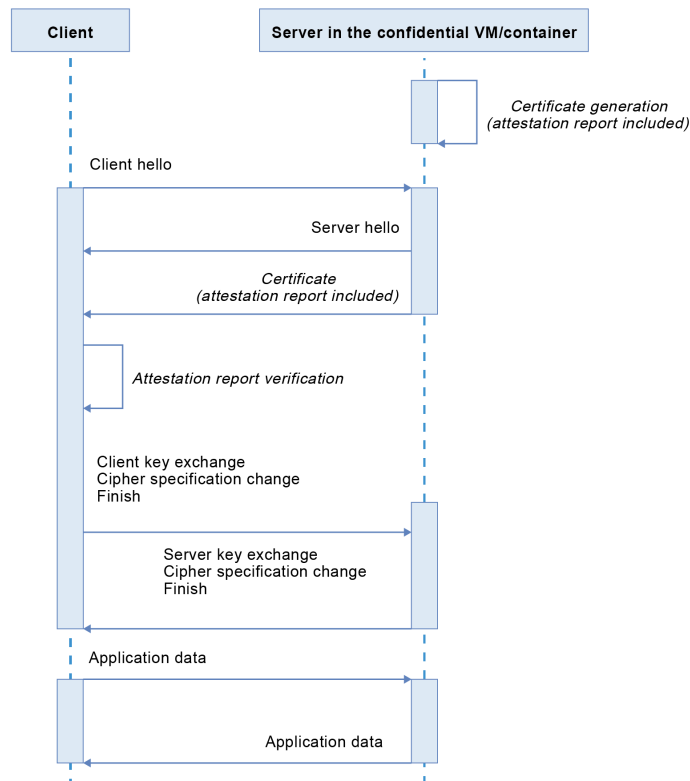 Client
Server in the confidential VM/container
Certificate generation
(attestation report included)
Client hello
Server hello
Certificate
(attestation report included)
Attestation report verification
Client key exchange
Cipher specification change
Finish
Server key exchange
Cipher specification change
Finish
Application data
Application data